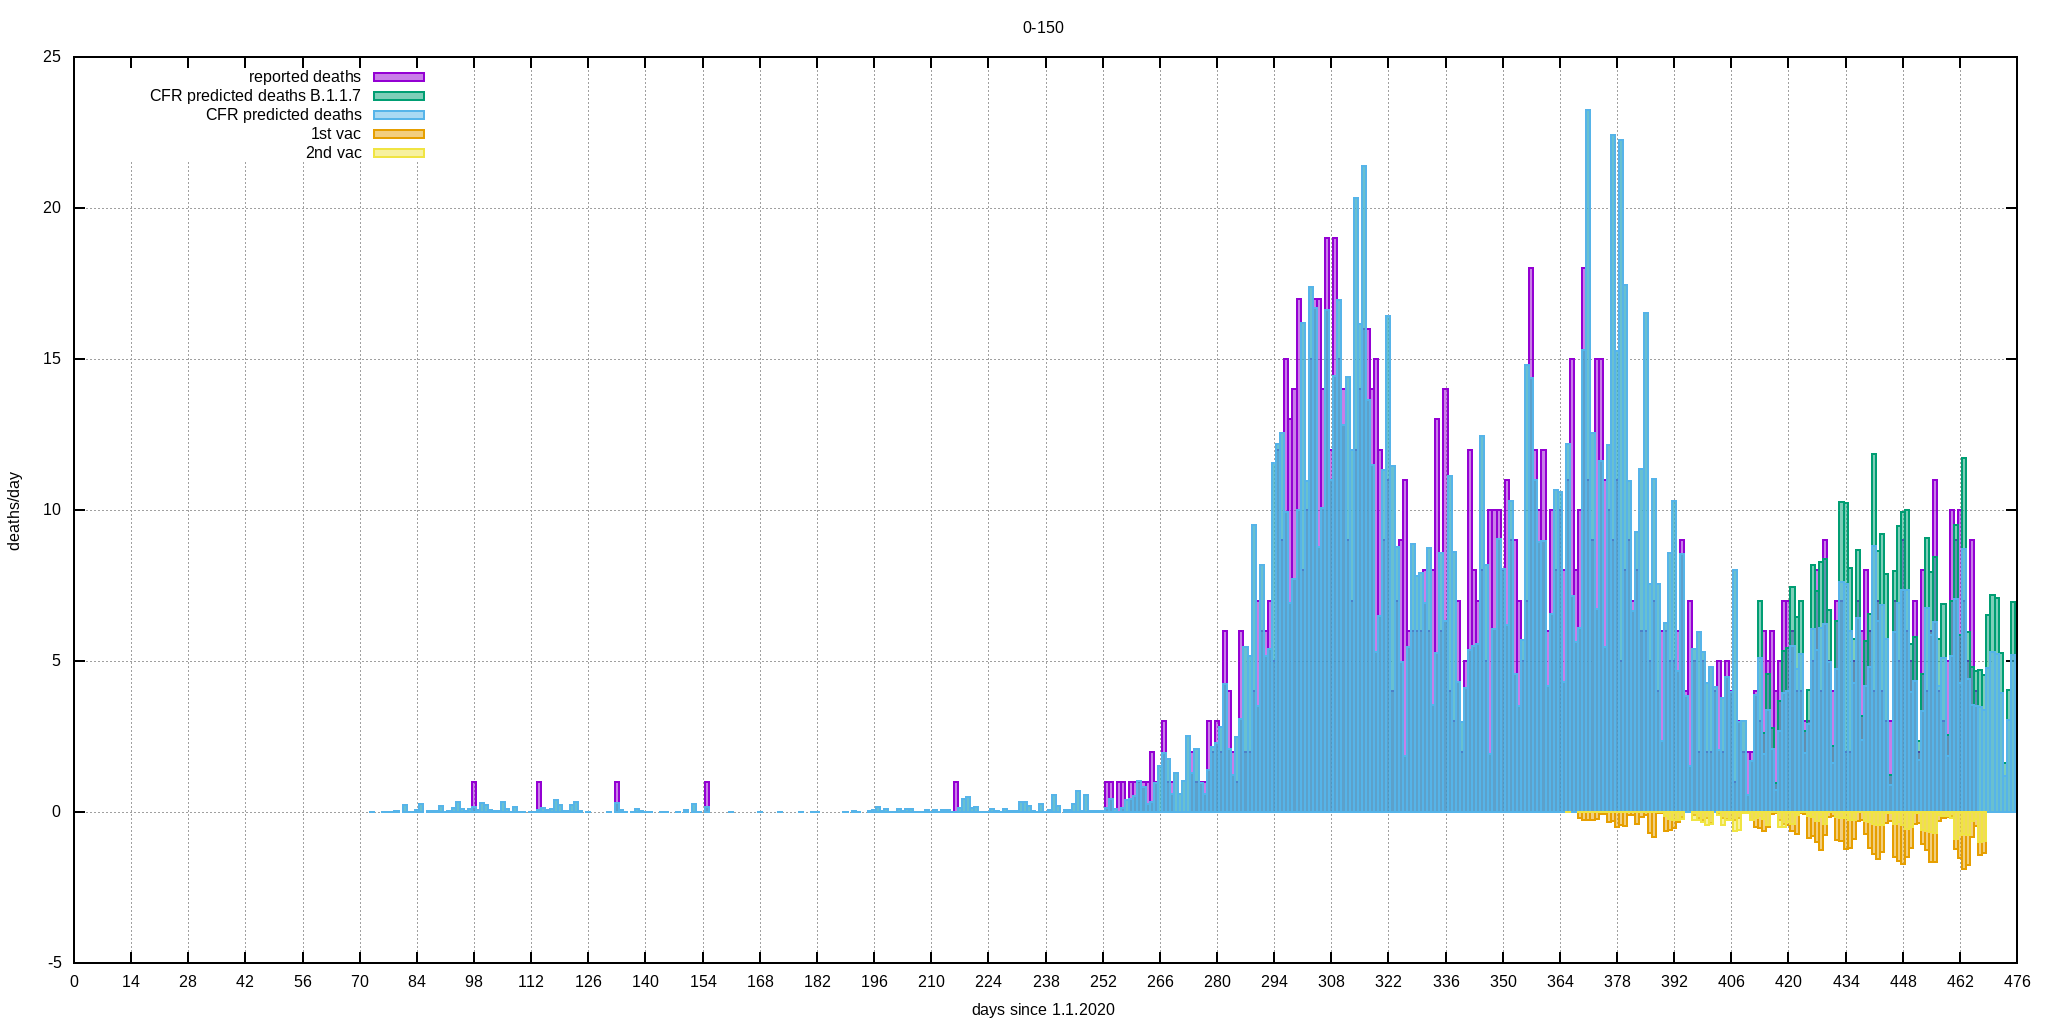 0-150
25
reported deaths
CFR predicted deaths B.1.1.7
CFR predicted deaths
1st vac
2nd vac
20
15
10
5
0
-5
deaths/day
0 14 28 42 56 70 84 98 112 126 140 154 168 182 196 210 224 238 252 266 280 294 308 322 336 350 364 378 392 406 420 434 448 462 476
days since 1.1.2020